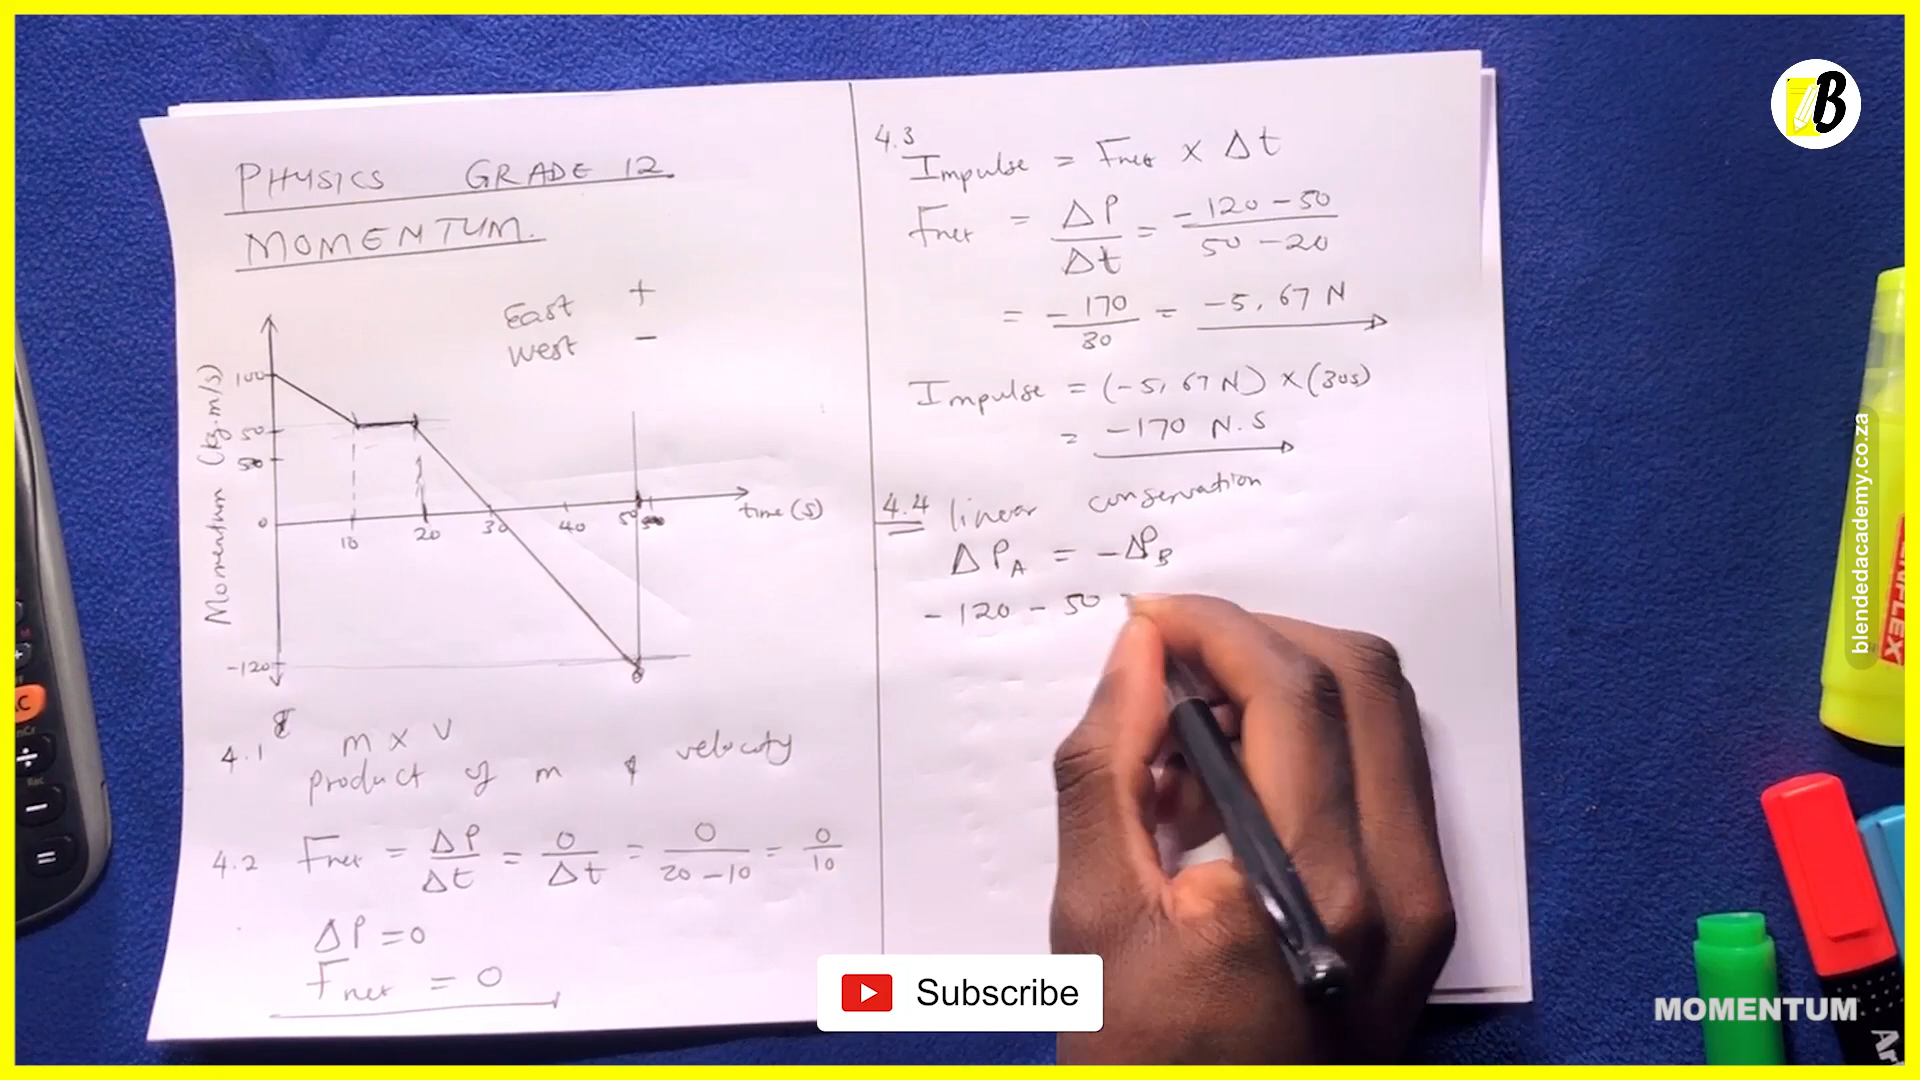 PHYSICS GRADE 12
MOMENTUM.
East +
West −
Momentum (kg.m/s)
100
50
50
0
-120
10
20
30
40
50
time (s)
4.1 m x v
product of m & velocity
4.2 Fnet = ΔP/Δt = 0/Δt = 0/20-10 = 0/10
ΔP = 0
Fnet = 0
4.3
Impulse = Fnet x Δt
Fnet = ΔP/Δt = -120-50/50-20
= -170/30 = -5,67 N
Impulse = (-5,67 N) x (30s)
= -170 N.S
4.4 linear conservation
ΔPA = -ΔPB
-120 - 50
Subscribe
B
blendedacademy.co.za
MOMENTUM
AC
Art